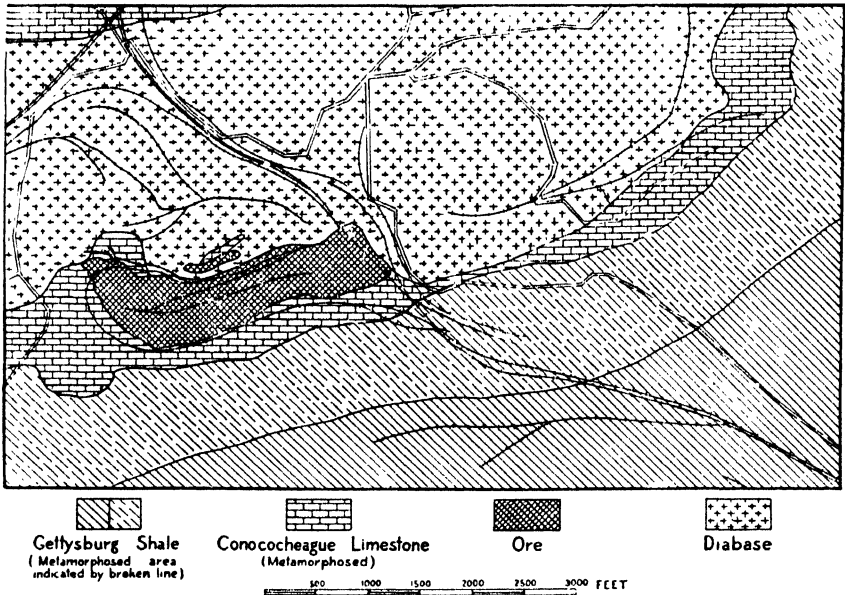 Gettysburg Shale
(Metamorphosed area
indicated by broken line)
Conococheague Limestone
(Metamorphosed)
Ore
Diabase
500 1000 1500 2000 2500 3000 FEET